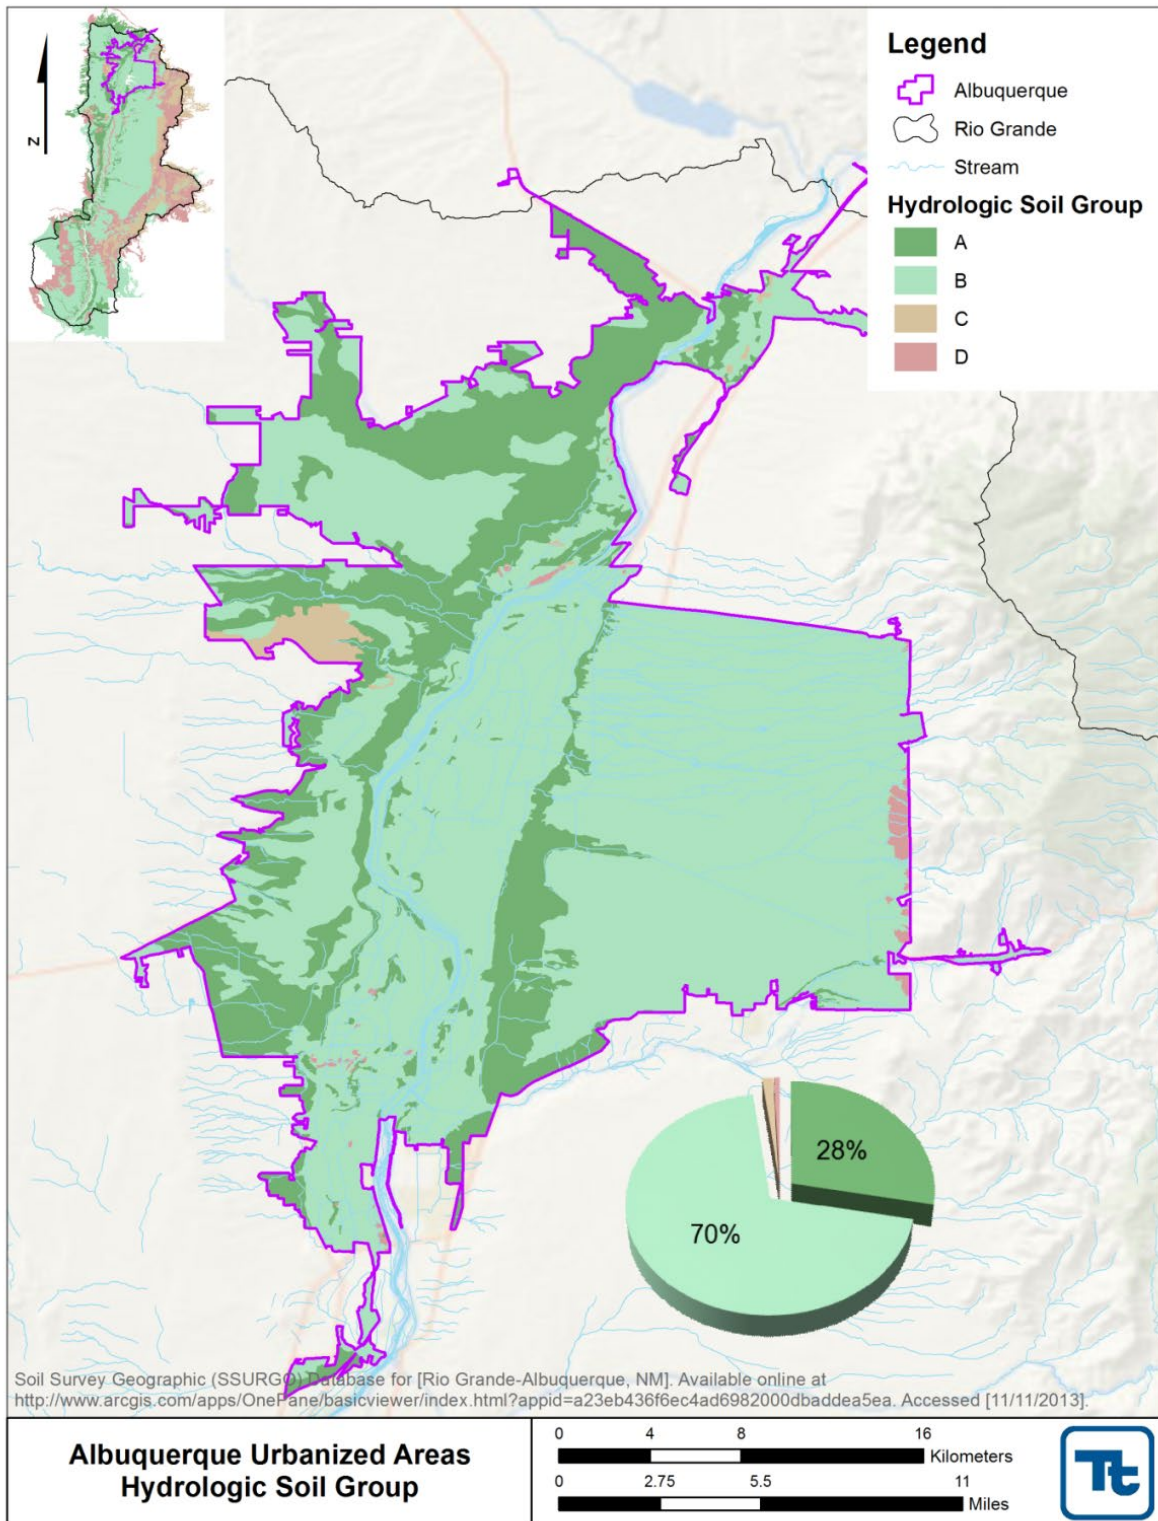 N
Legend
Albuquerque
Rio Grande
Stream
Hydrologic Soil Group
A
B
C
D
28%
70%
Soil Survey Geographic (SSURGO) Database for [Rio Grande-Albuquerque, NM]. Available online at
http://www.arcgis.com/apps/OnePane/basicviewer/index.html?appid=a23eb436f6ec4ad6982000dbaddea5ea. Accessed [11/11/2013].
Albuquerque Urbanized Areas
Hydrologic Soil Group
0 4 8 16
Kilometers
0 2.75 5.5 11
Miles
Tt